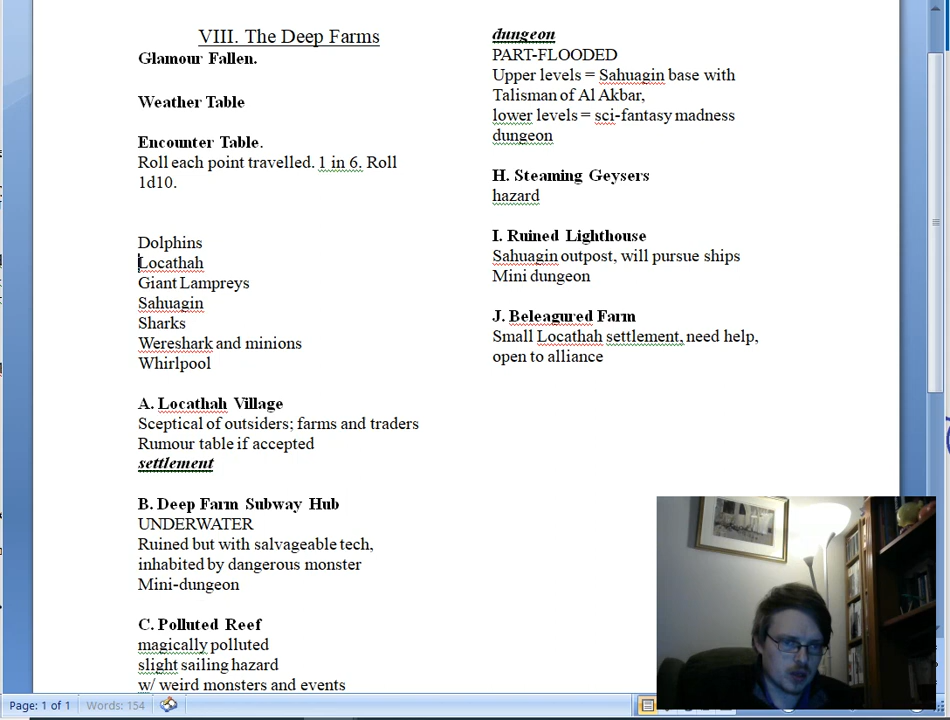 VIII. The Deep Farms
Glamour Fallen.
Weather Table
Encounter Table.
Roll each point travelled. 1 in 6. Roll
1d10.
Dolphins
Locathah
Giant Lampreys
Sahuagin
Sharks
Wereshark and minions
Whirlpool
A. Locathah Village
Sceptical of outsiders; farms and traders
Rumour table if accepted
settlement
B. Deep Farm Subway Hub
UNDERWATER
Ruined but with salvageable tech,
inhabited by dangerous monster
Mini-dungeon
C. Polluted Reef
magically polluted
slight sailing hazard
w/ weird monsters and events
dungeon
PART-FLOODED
Upper levels = Sahuagin base with
Talisman of Al Akbar,
lower levels = sci-fantasy madness
dungeon
H. Steaming Geysers
hazard
I. Ruined Lighthouse
Sahuagin outpost, will pursue ships
Mini dungeon
J. Beleagured Farm
Small Locathah settlement, need help,
open to alliance
Page: 1 of 1
Words: 154